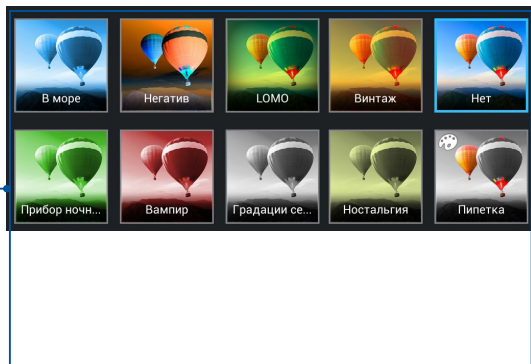 В море
Негатив
LOMO
Винтаж
Нет
Прибор ночн...
Вампир
Градации се...
Ностальгия
Пипетка